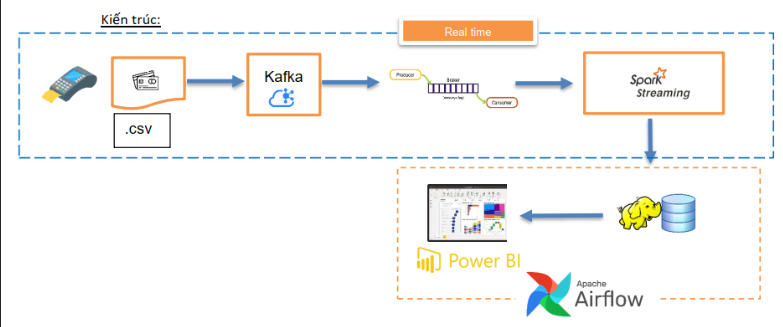 Kiến trúc:
Real time
Kafka
.CSV
Producer
Broker
Consumer
Spark
Streaming
Power BI
Apache
Airflow